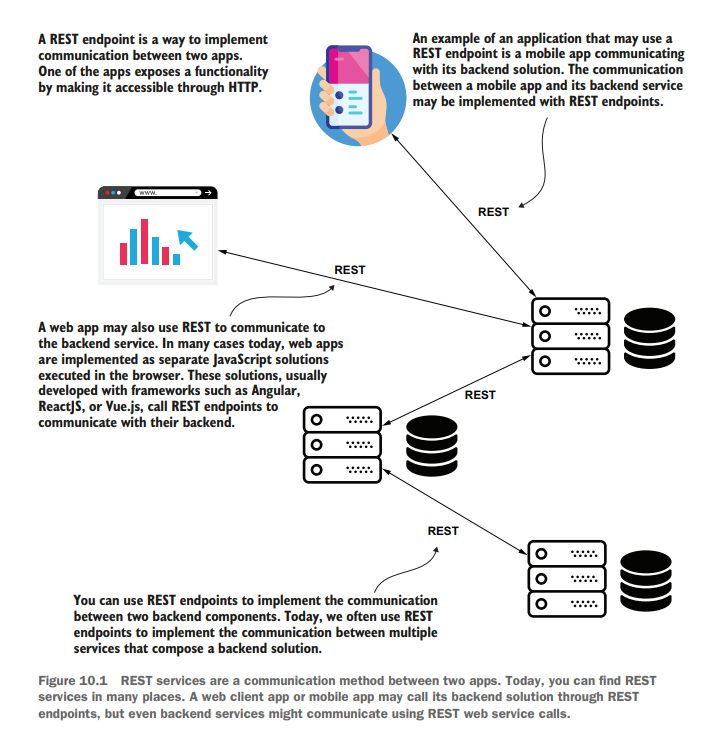 A REST endpoint is a way to implement
communication between two apps.
One of the apps exposes a functionality
by making it accessible through HTTP.
An example of an application that may use a
REST endpoint is a mobile app communicating
with its backend solution. The communication
between a mobile app and its backend service
may be implemented with REST endpoints.
REST
www.
REST
A web app may also use REST to communicate to
the backend service. In many cases today, web apps
are implemented as separate JavaScript solutions
executed in the browser. These solutions, usually
developed with frameworks such as Angular,
ReactJS, or Vue.js, call REST endpoints to
communicate with their backend.
REST
REST
You can use REST endpoints to implement the communication
between two backend components. Today, we often use REST
endpoints to implement the communication between multiple
services that compose a backend solution.
Figure 10.1 REST services are a communication method between two apps. Today, you can find REST
services in many places. A web client app or mobile app may call its backend solution through REST
endpoints, but even backend services might communicate using REST web service calls.